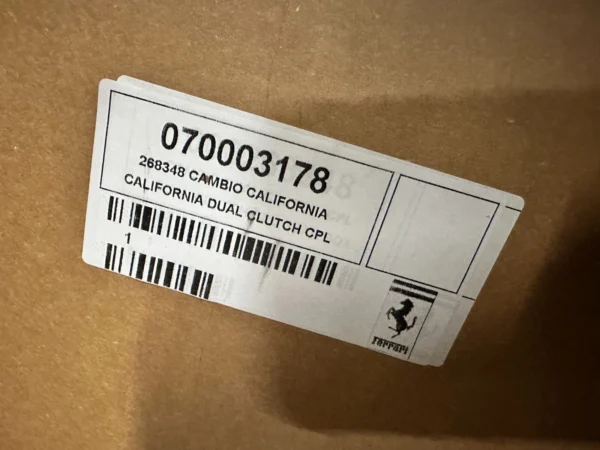 070003178
268348 CAMBIO CALIFORNIA
CALIFORNIA DUAL CLUTCH CPL
1
Ferrari